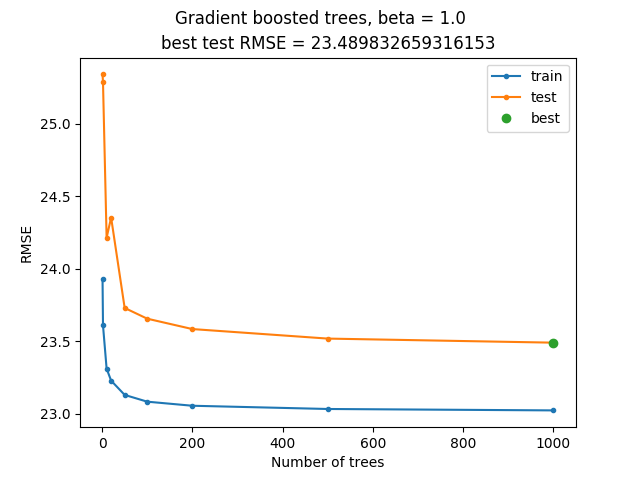 Gradient boosted trees, beta = 1.0
best test RMSE = 23.489832659316153
train
test
best
RMSE
25.0
24.5
24.0
23.5
23.0
0
200
400
600
800
1000
Number of trees